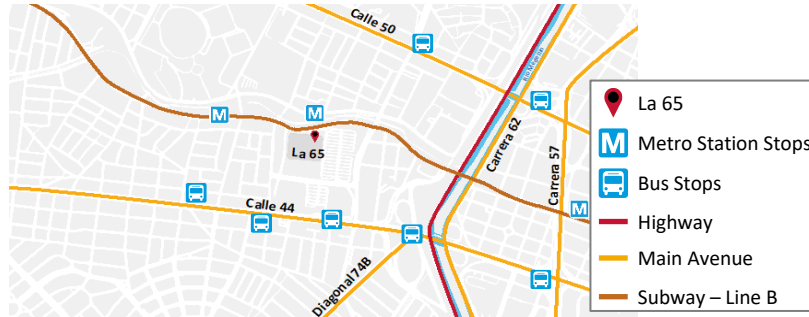 Calle 50
Carrera 62
Carrera 57
M
M
La 65
Calle 44
M
Diagonal 74B
La 65
M Metro Station Stops
Bus Stops
Highway
Main Avenue
Subway – Line B